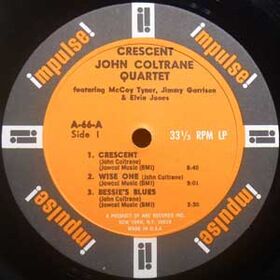 impulse!
CRESCENT
JOHN COLTRANE
QUARTET
featuring McCoy Tyner, Jimmy Garrison
& Elvin Jones
A-66-A
Side 1
33⅓ RPM LP
1. CRESCENT
(John Coltrane)
Jowcol Music (BMI) 8:40
2. WISE ONE (John Coltrane)
Jowcol Music (BMI) 9:01
3. BESSIE'S BLUES
(John Coltrane)
Jowcol Music (BMI) 3:30
A PRODUCT OF ABC RECORDS INC.
NEW YORK, N.Y. 10019
MADE IN U.S.A.
impulse!
impulse!
impulse!